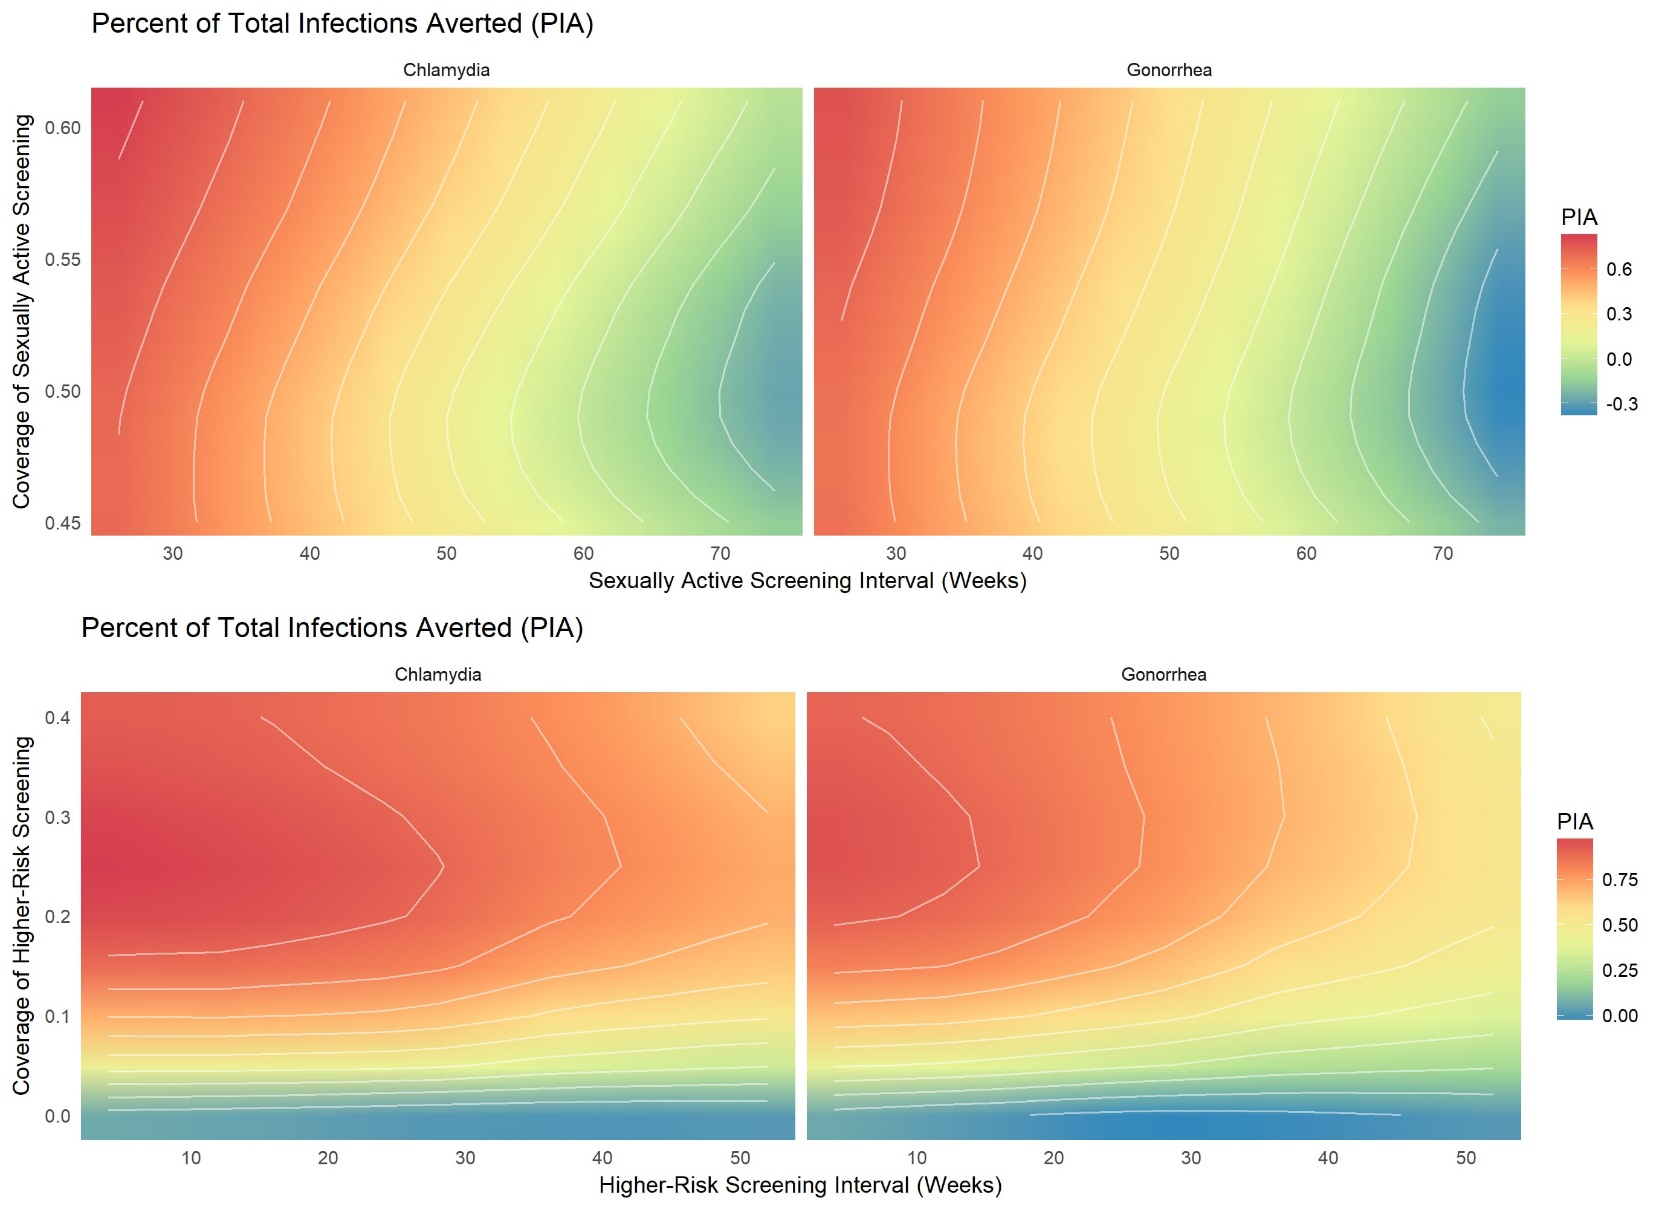 Percent of Total Infections Averted (PIA)
Chlamydia Gonorrhea
Coverage of Sexually Active Screening
0.60
0.55
0.50
0.45
30 40 50 60 70 30 40 50 60 70
Sexually Active Screening Interval (Weeks)
PIA
0.6
0.3
0.0
-0.3
Percent of Total Infections Averted (PIA)
Chlamydia Gonorrhea
Coverage of Higher-Risk Screening
0.4
0.3
0.2
0.1
0.0
10 20 30 40 50 10 20 30 40 50
Higher-Risk Screening Interval (Weeks)
PIA
0.75
0.50
0.25
0.00